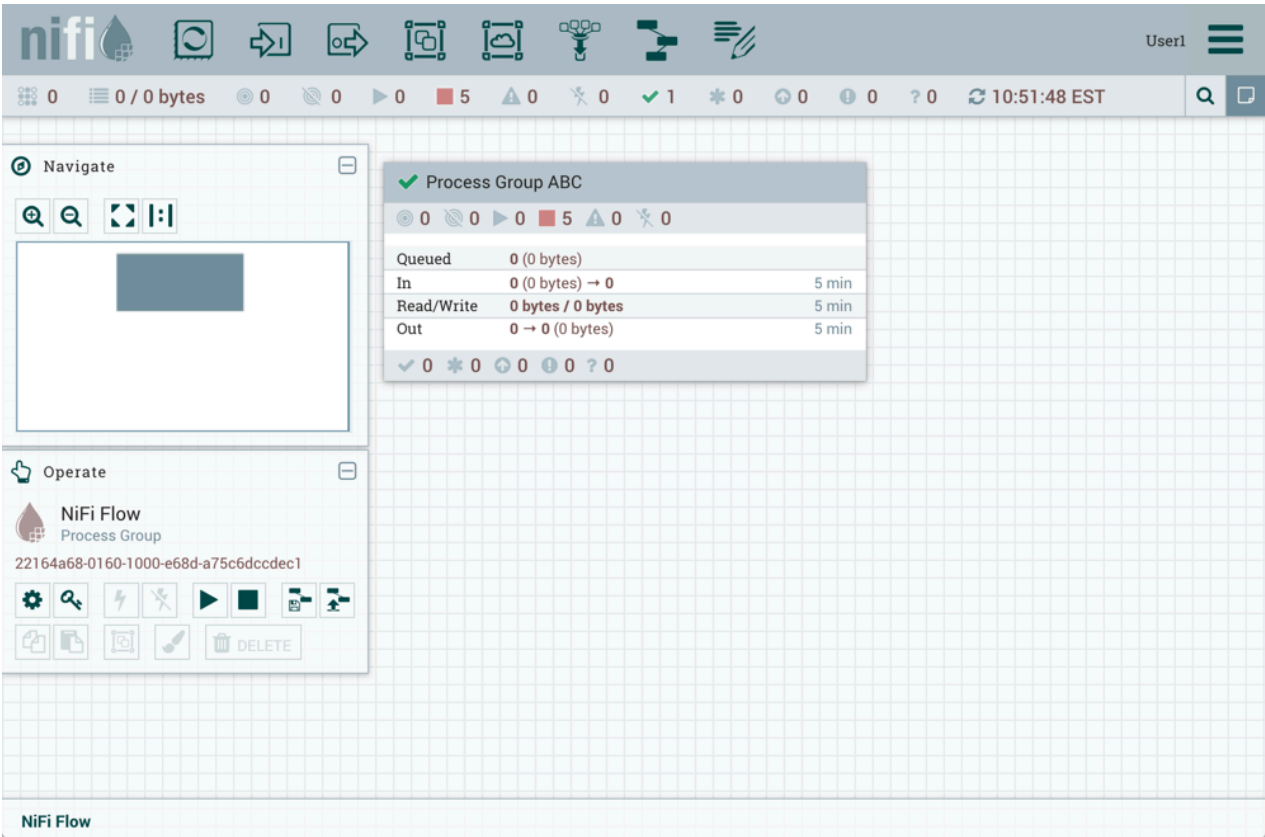 nifi
User1
0 0 / 0 bytes 0 0 0 5 0 0 1 0 0 0 ? 0 10:51:48 EST
Navigate
Process Group ABC
0 0 0 5 0 0
Queued 0 (0 bytes)
In 0 (0 bytes) → 0 5 min
Read/Write 0 bytes / 0 bytes 5 min
Out 0 → 0 (0 bytes) 5 min
0 0 0 0 ? 0
Operate
NiFi Flow
Process Group
22164a68-0160-1000-e68d-a75c6dccdec1
DELETE
NiFi Flow